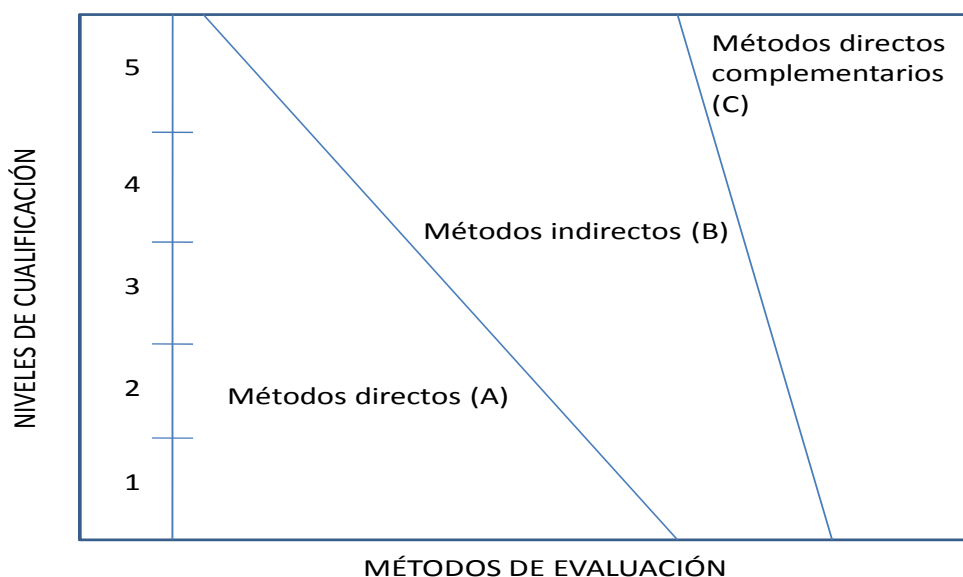 NIVELES DE CUALIFICACIÓN
5
4
3
2
1
Métodos directos
complementarios
(C)
Métodos indirectos (B)
Métodos directos (A)
MÉTODOS DE EVALUACIÓN